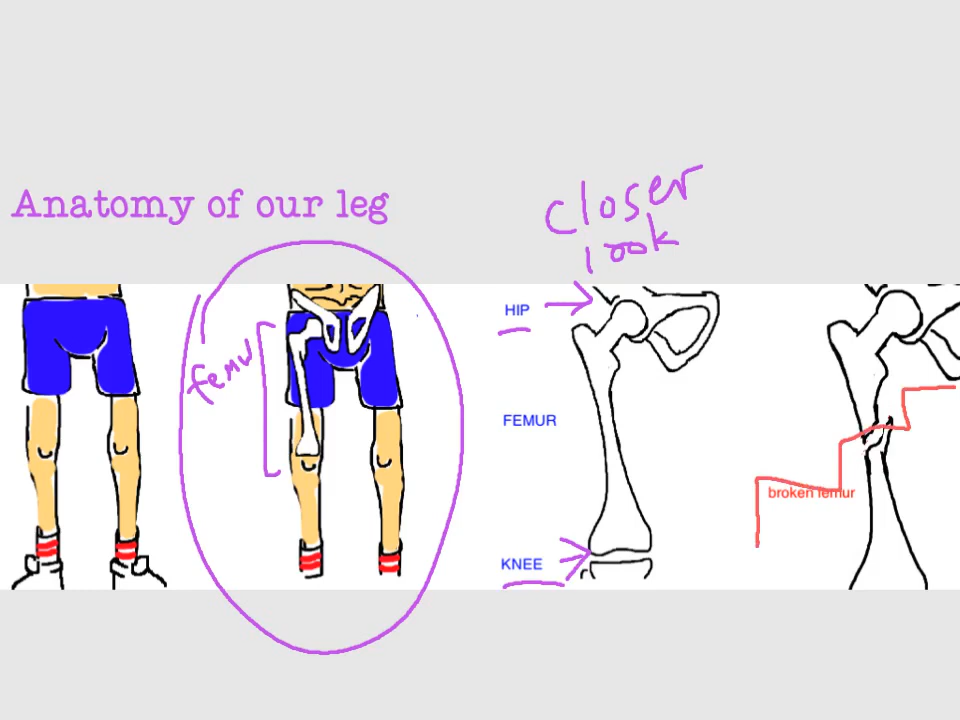 Anatomy of our leg
closer
look
femur
HIP
FEMUR
KNEE
broken femur